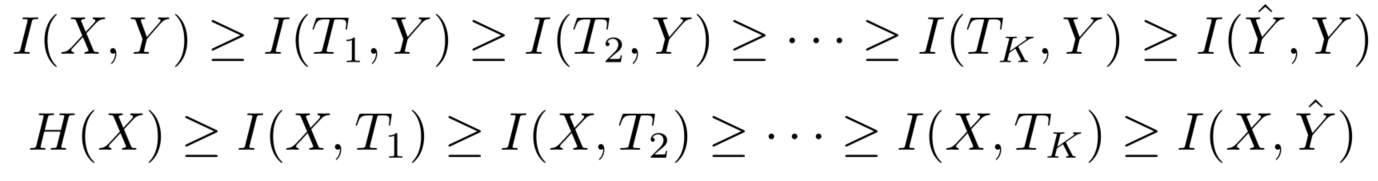 I(X, Y) ≥ I(T₁, Y) ≥ I(T₂, Y) ≥ ⋯ ≥ I(T_K, Y) ≥ I(Ŷ, Y)
H(X) ≥ I(X, T₁) ≥ I(X, T₂) ≥ ⋯ ≥ I(X, T_K) ≥ I(X, Ŷ)